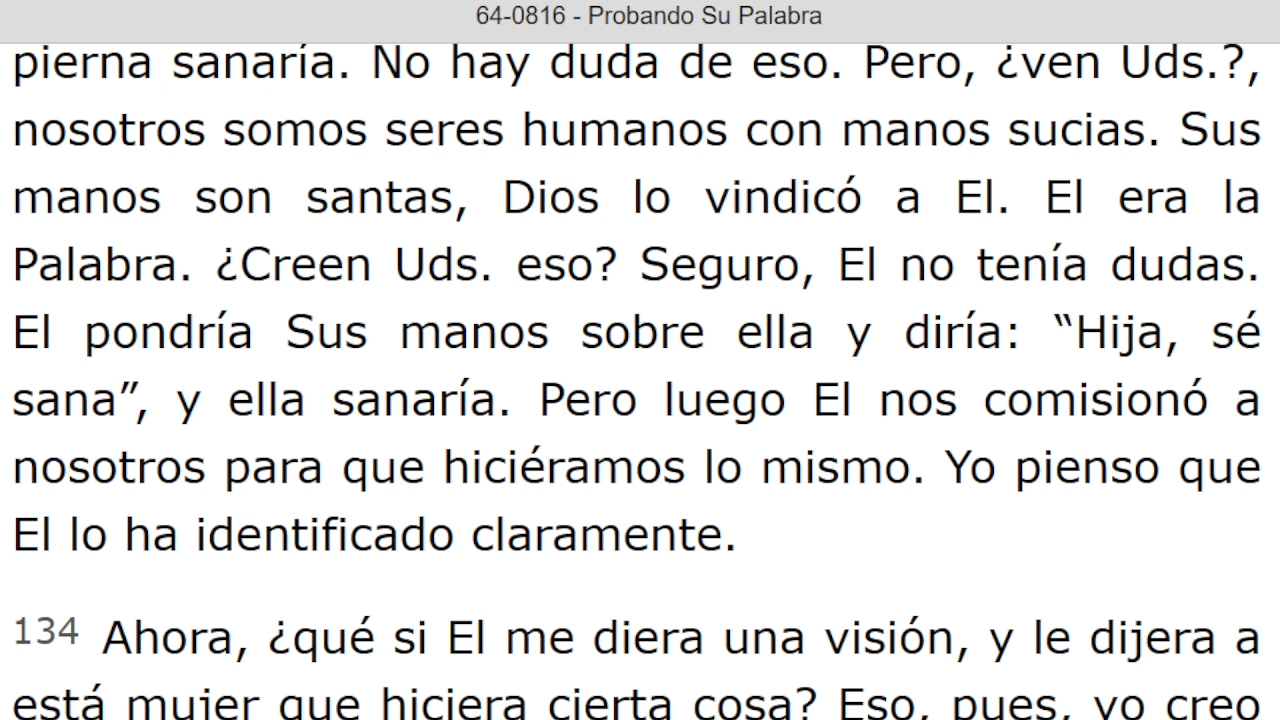 64-0816 - Probando Su Palabra
pierna sanaría. No hay duda de eso. Pero, ¿ven Uds.?,
nosotros somos seres humanos con manos sucias. Sus
manos son santas, Dios lo vindicó a El. El era la
Palabra. ¿Creen Uds. eso? Seguro, El no tenía dudas.
El pondría Sus manos sobre ella y diría: “Hija, sé
sana”, y ella sanaría. Pero luego El nos comisionó a
nosotros para que hiciéramos lo mismo. Yo pienso que
El lo ha identificado claramente.
134 Ahora, ¿qué si El me diera una visión, y le dijera a
está mujer que hiciera cierta cosa? Eso, pues, yo creo